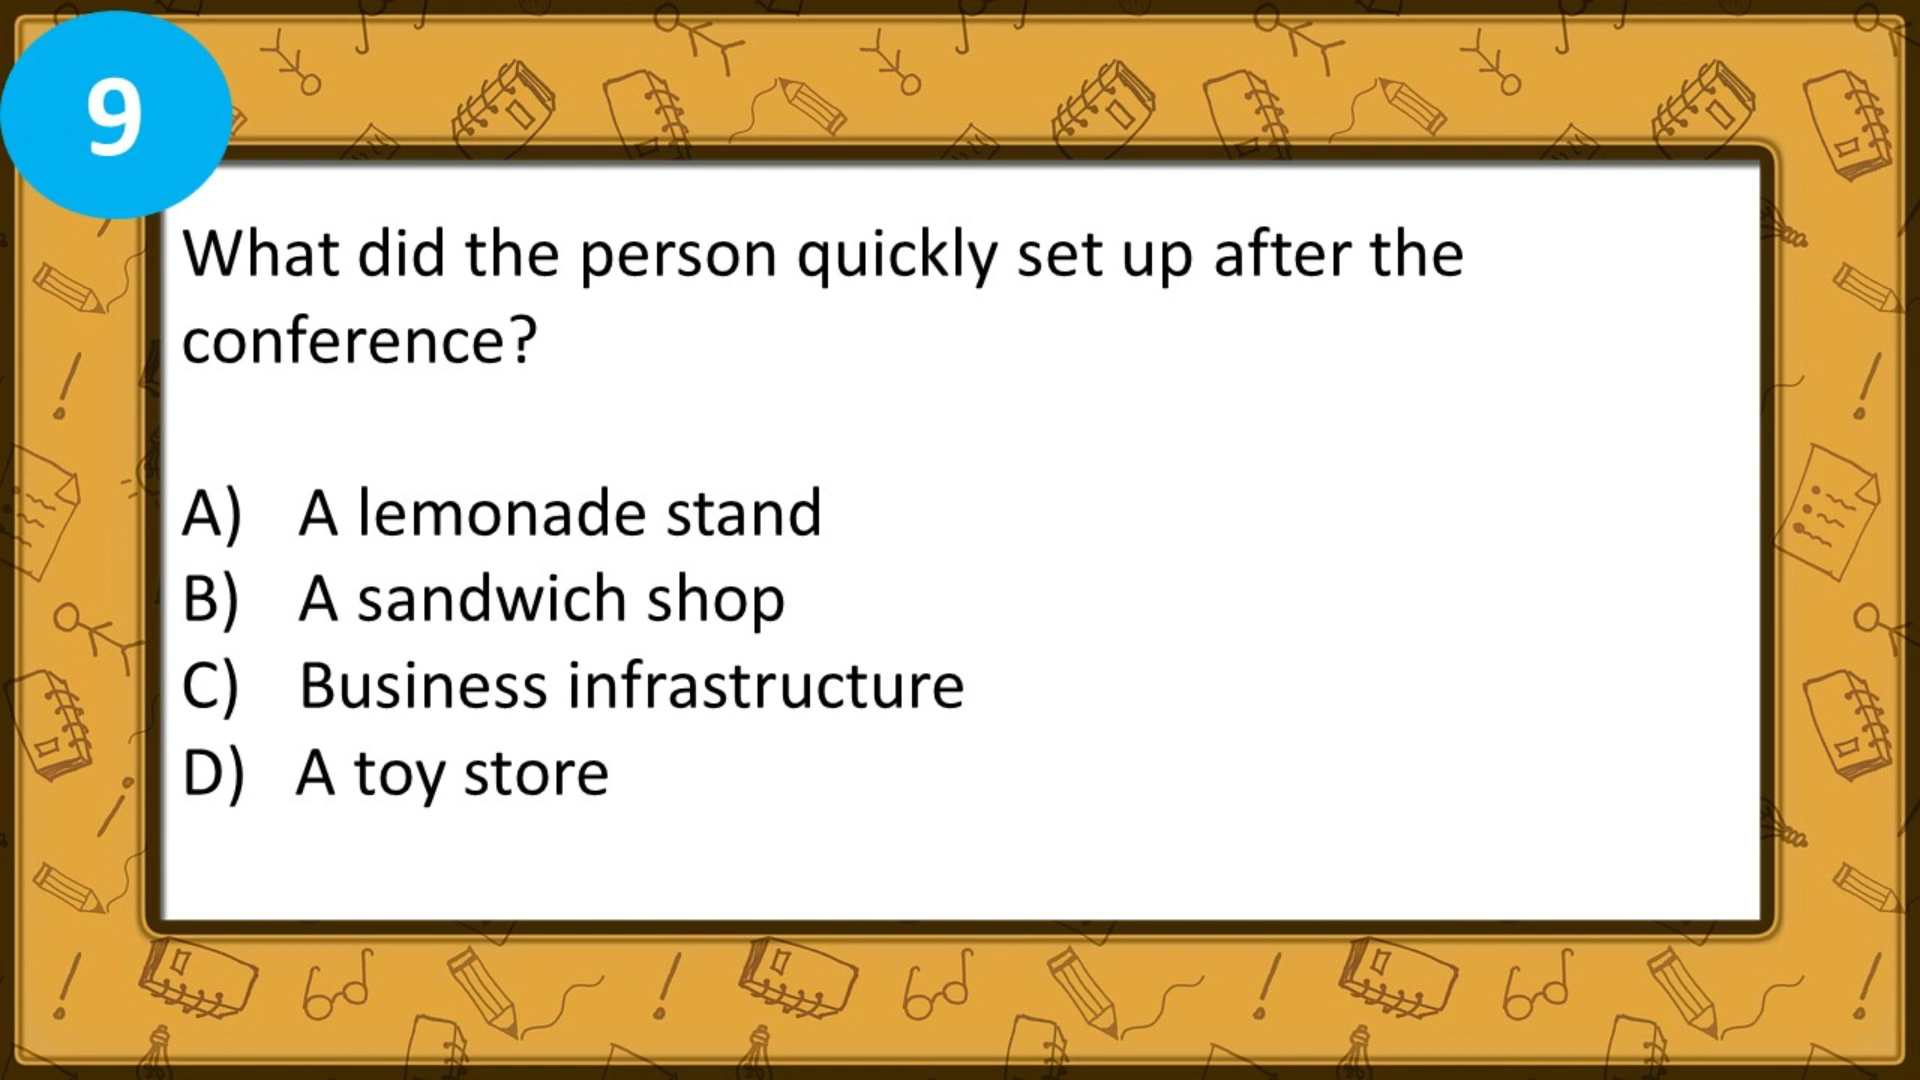 9
What did the person quickly set up after the
conference?
A) A lemonade stand
B) A sandwich shop
C) Business infrastructure
D) A toy store